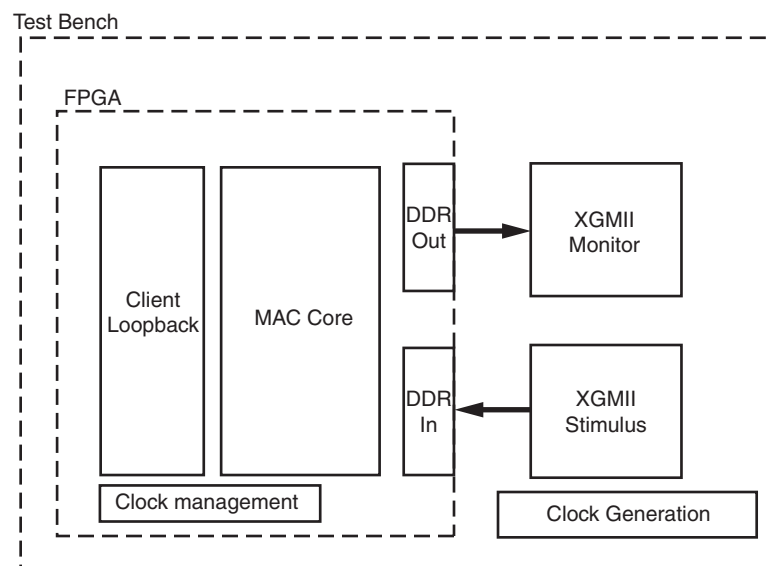 Test Bench
FPGA
DDR
Out
XGMII
Monitor
Client
Loopback
MAC Core
DDR
In
XGMII
Stimulus
Clock management
Clock Generation